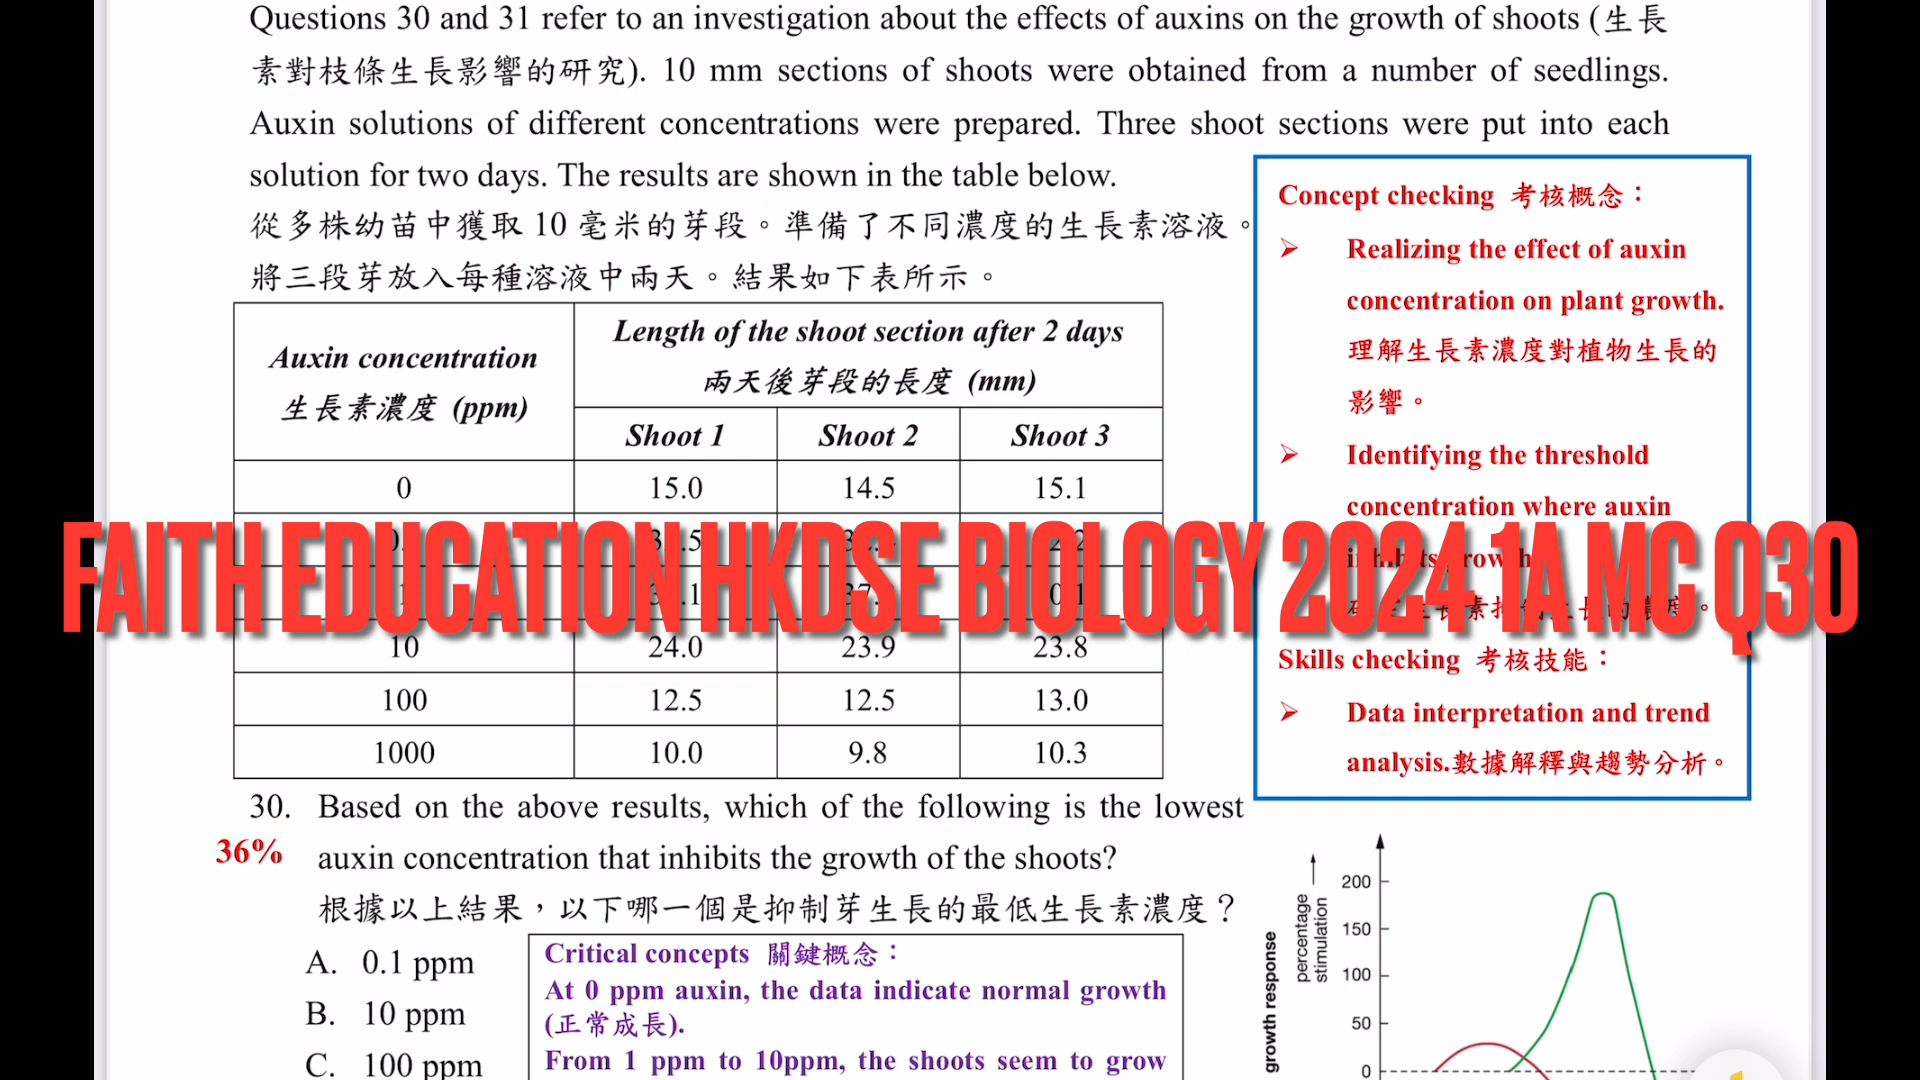 Questions 30 and 31 refer to an investigation about the effects of auxins on the growth of shoots (生長
素對枝條生長影響的研究). 10 mm sections of shoots were obtained from a number of seedlings.
Auxin solutions of different concentrations were prepared. Three shoot sections were put into each
solution for two days. The results are shown in the table below.
從多株幼苗中獲取 10 毫米的芽段。準備了不同濃度的生長素溶液。
將三段芽放入每種溶液中兩天。結果如下表所示。
Auxin concentration
生長素濃度 (ppm)
Length of the shoot section after 2 days
兩天後芽段的長度 (mm)
Shoot 1 Shoot 2 Shoot 3
0 15.0 14.5 15.1
10 24.0 23.9 23.8
100 12.5 12.5 13.0
1000 10.0 9.8 10.3
Concept checking 考核概念：
➢ Realizing the effect of auxin
concentration on plant growth.
理解生長素濃度對植物生長的
影響。
➢ Identifying the threshold
concentration where auxin
Skills checking 考核技能：
➢ Data interpretation and trend
analysis.數據解釋與趨勢分析。
FAITH EDUCATION HKDSE BIOLOGY 2024 1A MC Q30
30. Based on the above results, which of the following is the lowest
36% auxin concentration that inhibits the growth of the shoots?
根據以上結果，以下哪一個是抑制芽生長的最低生長素濃度？
A. 0.1 ppm
B. 10 ppm
C. 100 ppm
Critical concepts 關鍵概念：
At 0 ppm auxin, the data indicate normal growth
(正常成長).
From 1 ppm to 10ppm, the shoots seem to grow
growth response
percentage
stimulation
200
150
100
50
0